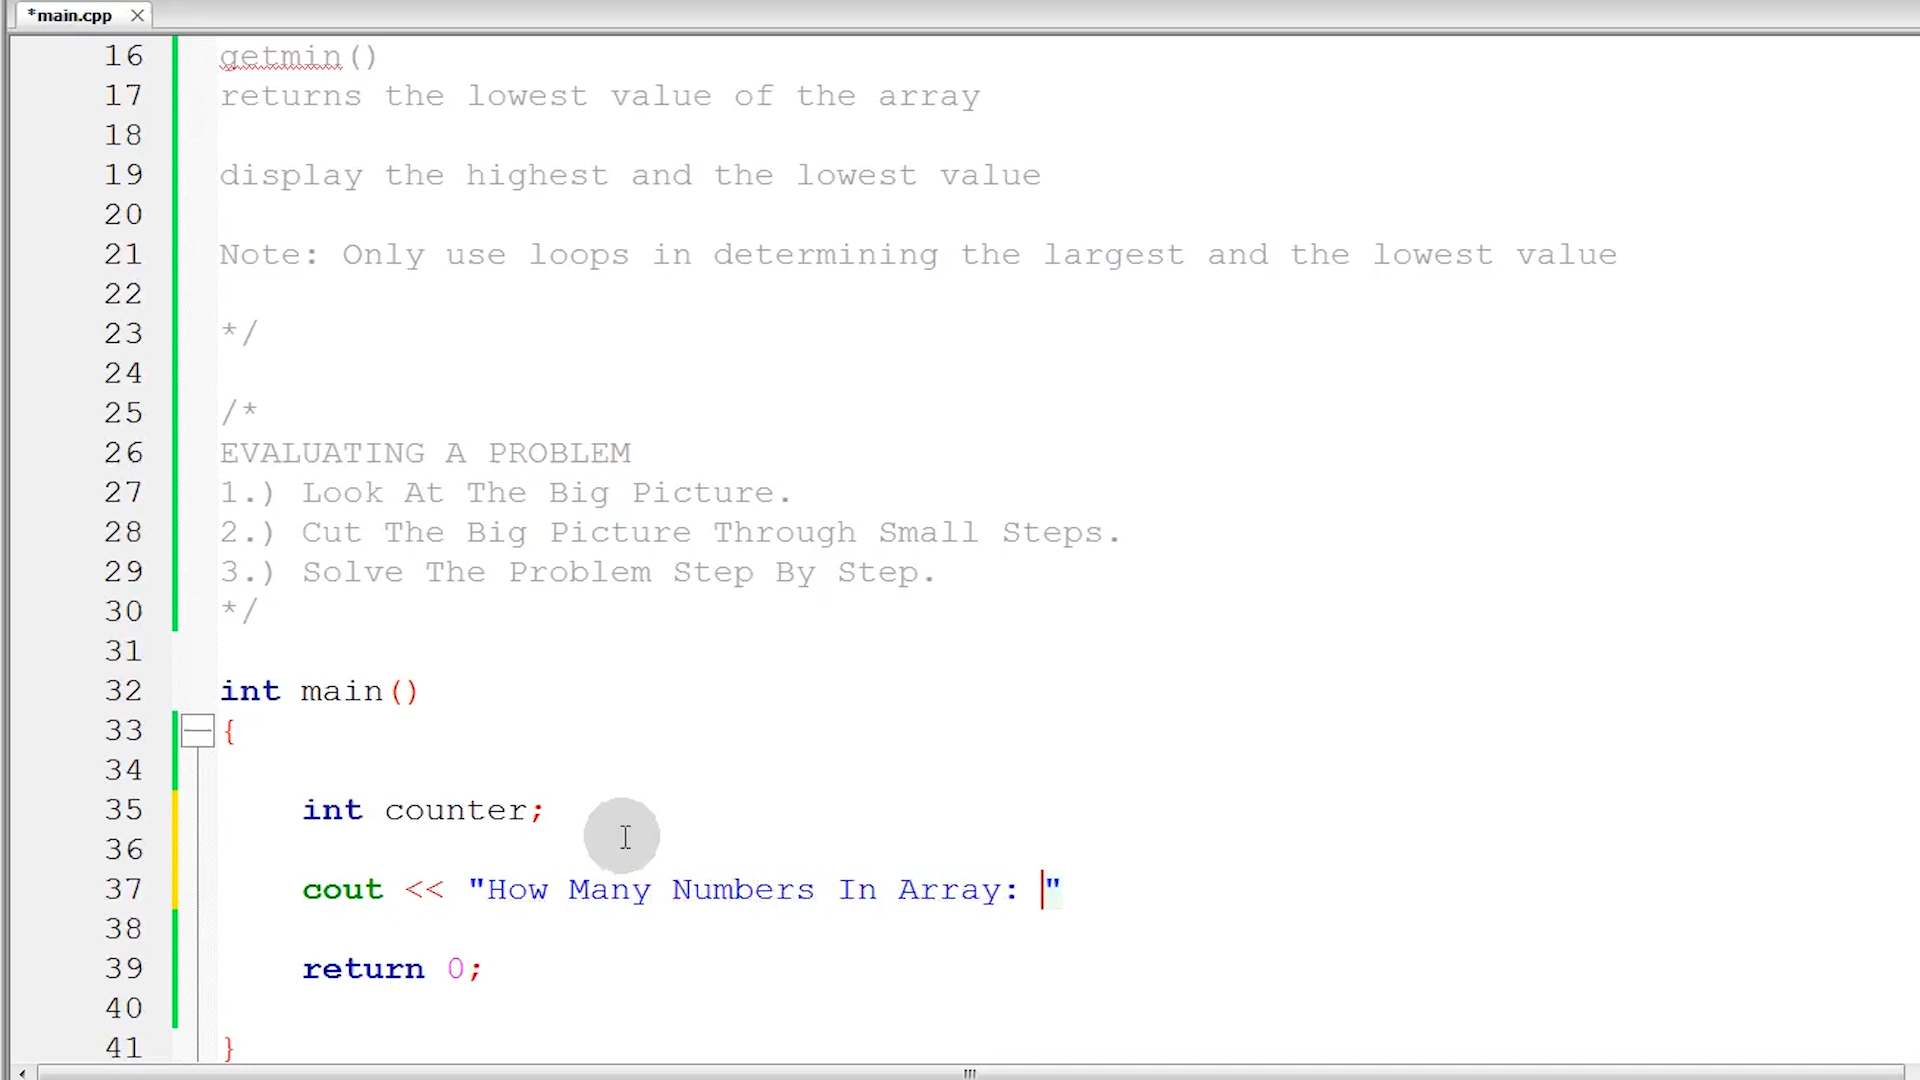 *main.cpp
16 getmin()
17 returns the lowest value of the array
18
19 display the highest and the lowest value
20
21 Note: Only use loops in determining the largest and the lowest value
22
23 */
24
25 /*
26 EVALUATING A PROBLEM
27 1.) Look At The Big Picture.
28 2.) Cut The Big Picture Through Small Steps.
29 3.) Solve The Problem Step By Step.
30 */
31
32 int main()
33 {
34
35 int counter;
36
37 cout << "How Many Numbers In Array: "
38
39 return 0;
40
41 }